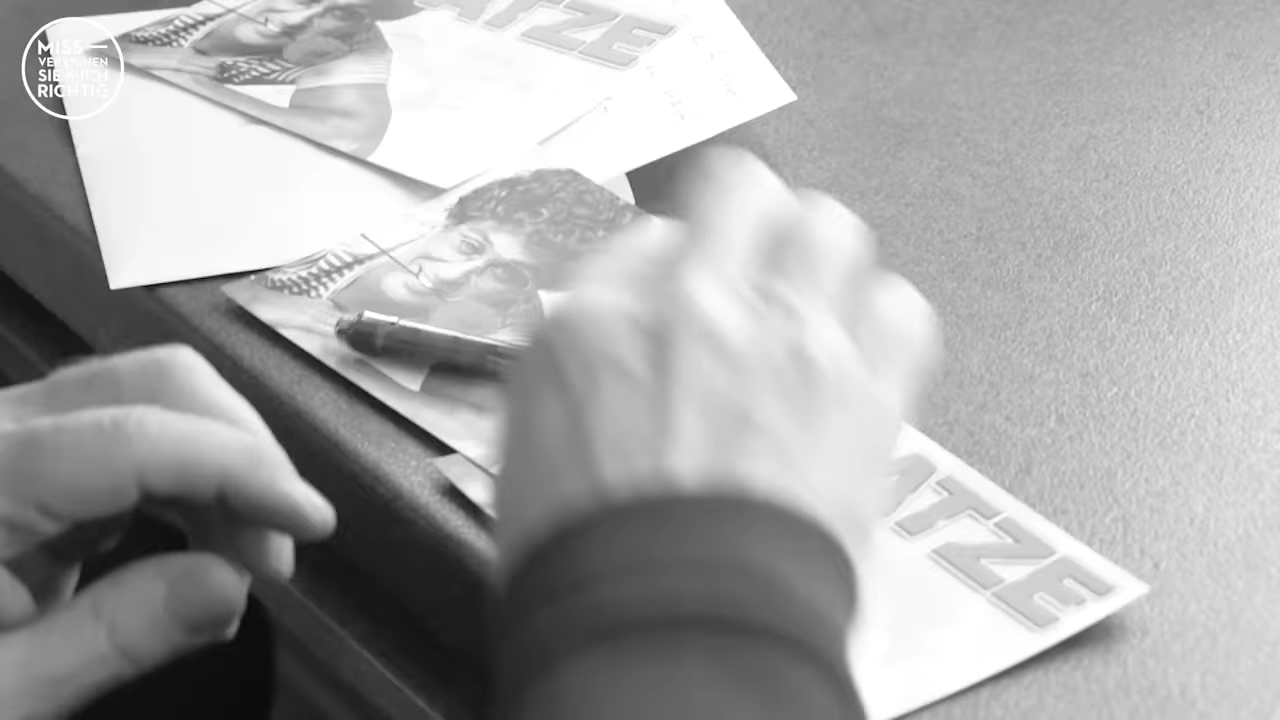 MISS—
VERSTEHEN
SIE MICH
RICHTIG
ATZE
ATZE